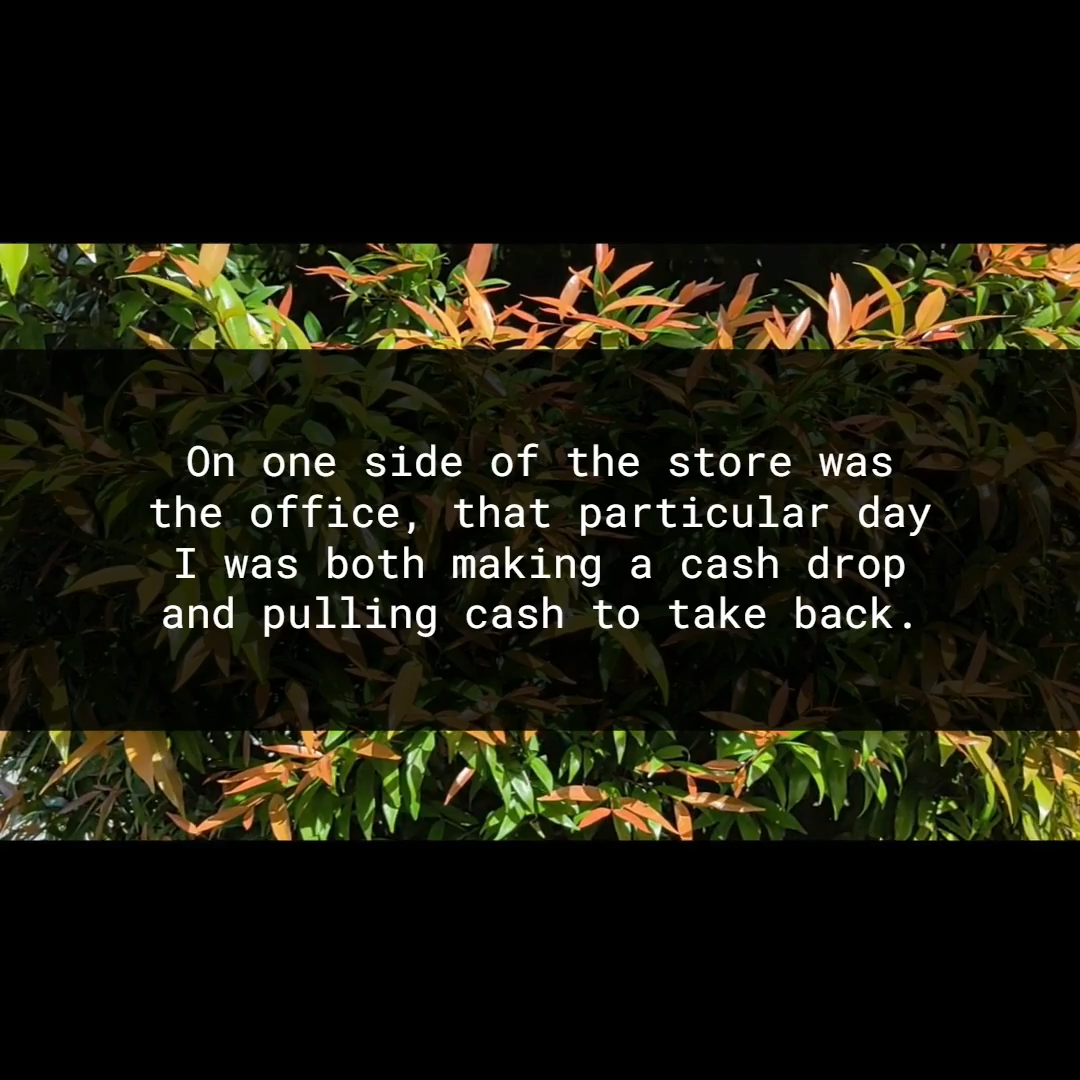 On one side of the store was
the office, that particular day
I was both making a cash drop
and pulling cash to take back.